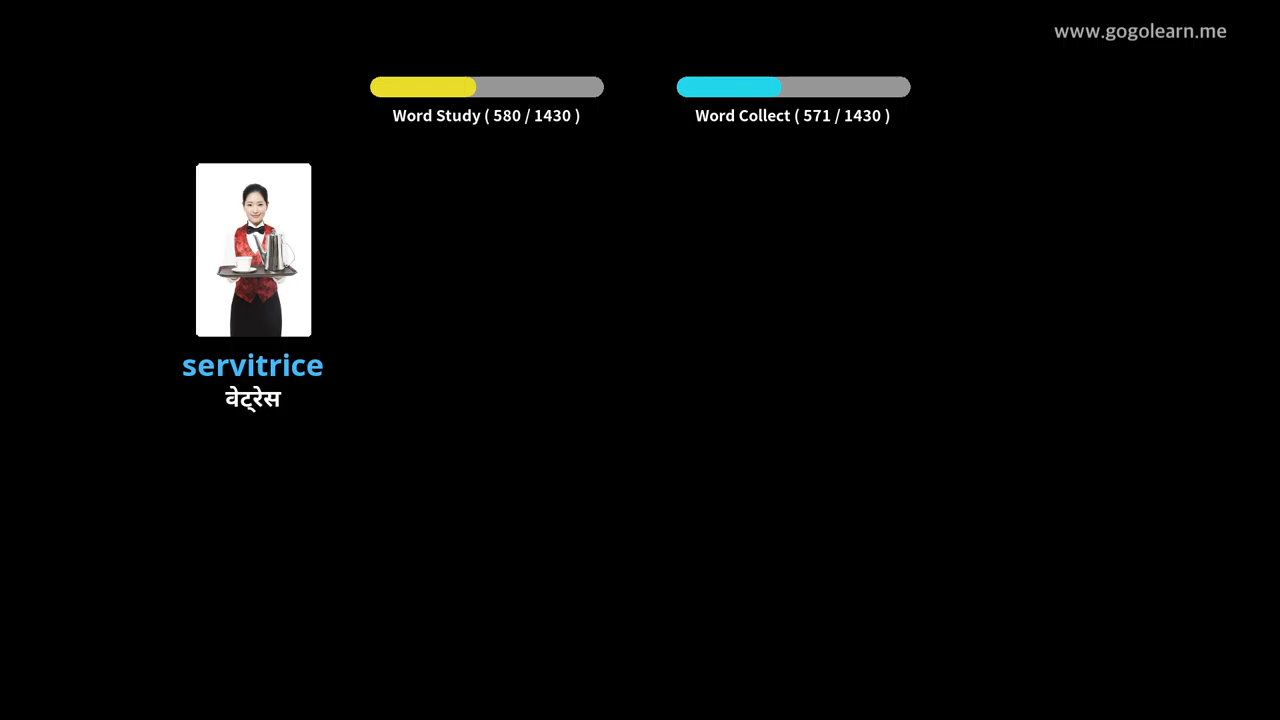 www.gogolearn.me
Word Study ( 580 / 1430 )
Word Collect ( 571 / 1430 )
servitrice
वेट्रेस